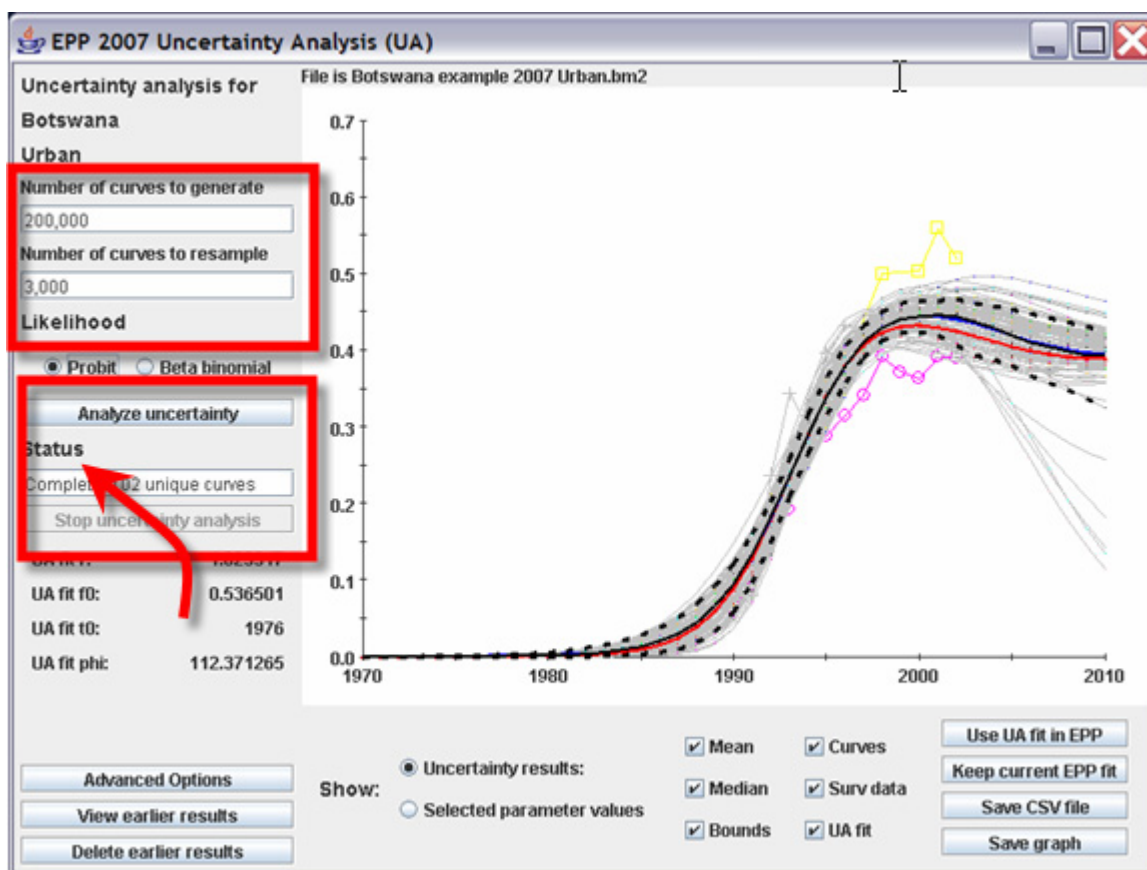 EPP 2007 Uncertainty Analysis (UA)
Uncertainty analysis for
Botswana
Urban
Number of curves to generate
200,000
Number of curves to resample
3,000
Likelihood
Probit Beta binomial
Analyze uncertainty
Status
02 unique curves
Stop uncertainty analysis
UA fit f0: 0.536501
UA fit t0: 1976
UA fit phi: 112.371265
Advanced Options
View earlier results
Delete earlier results
File is Botswana example 2007 Urban.bm2
0.7
0.6
0.5
0.4
0.3
0.2
0.1
0.0
1970 1980 1990 2000 2010
Show:
Uncertainty results:
Selected parameter values
Mean Curves
Median Surv data
Bounds UA fit
Use UA fit in EPP
Keep current EPP fit
Save CSV file
Save graph